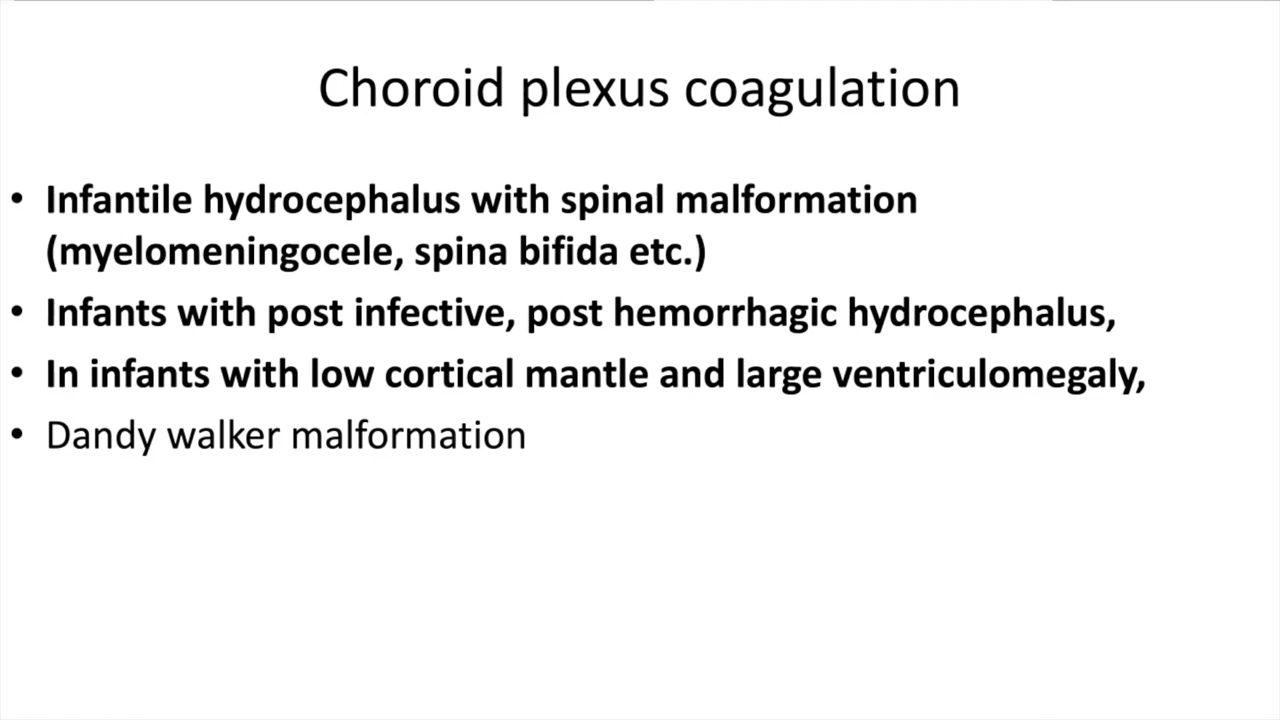 Choroid plexus coagulation
• Infantile hydrocephalus with spinal malformation
(myelomeningocele, spina bifida etc.)
• Infants with post infective, post hemorrhagic hydrocephalus,
• In infants with low cortical mantle and large ventriculomegaly,
• Dandy walker malformation